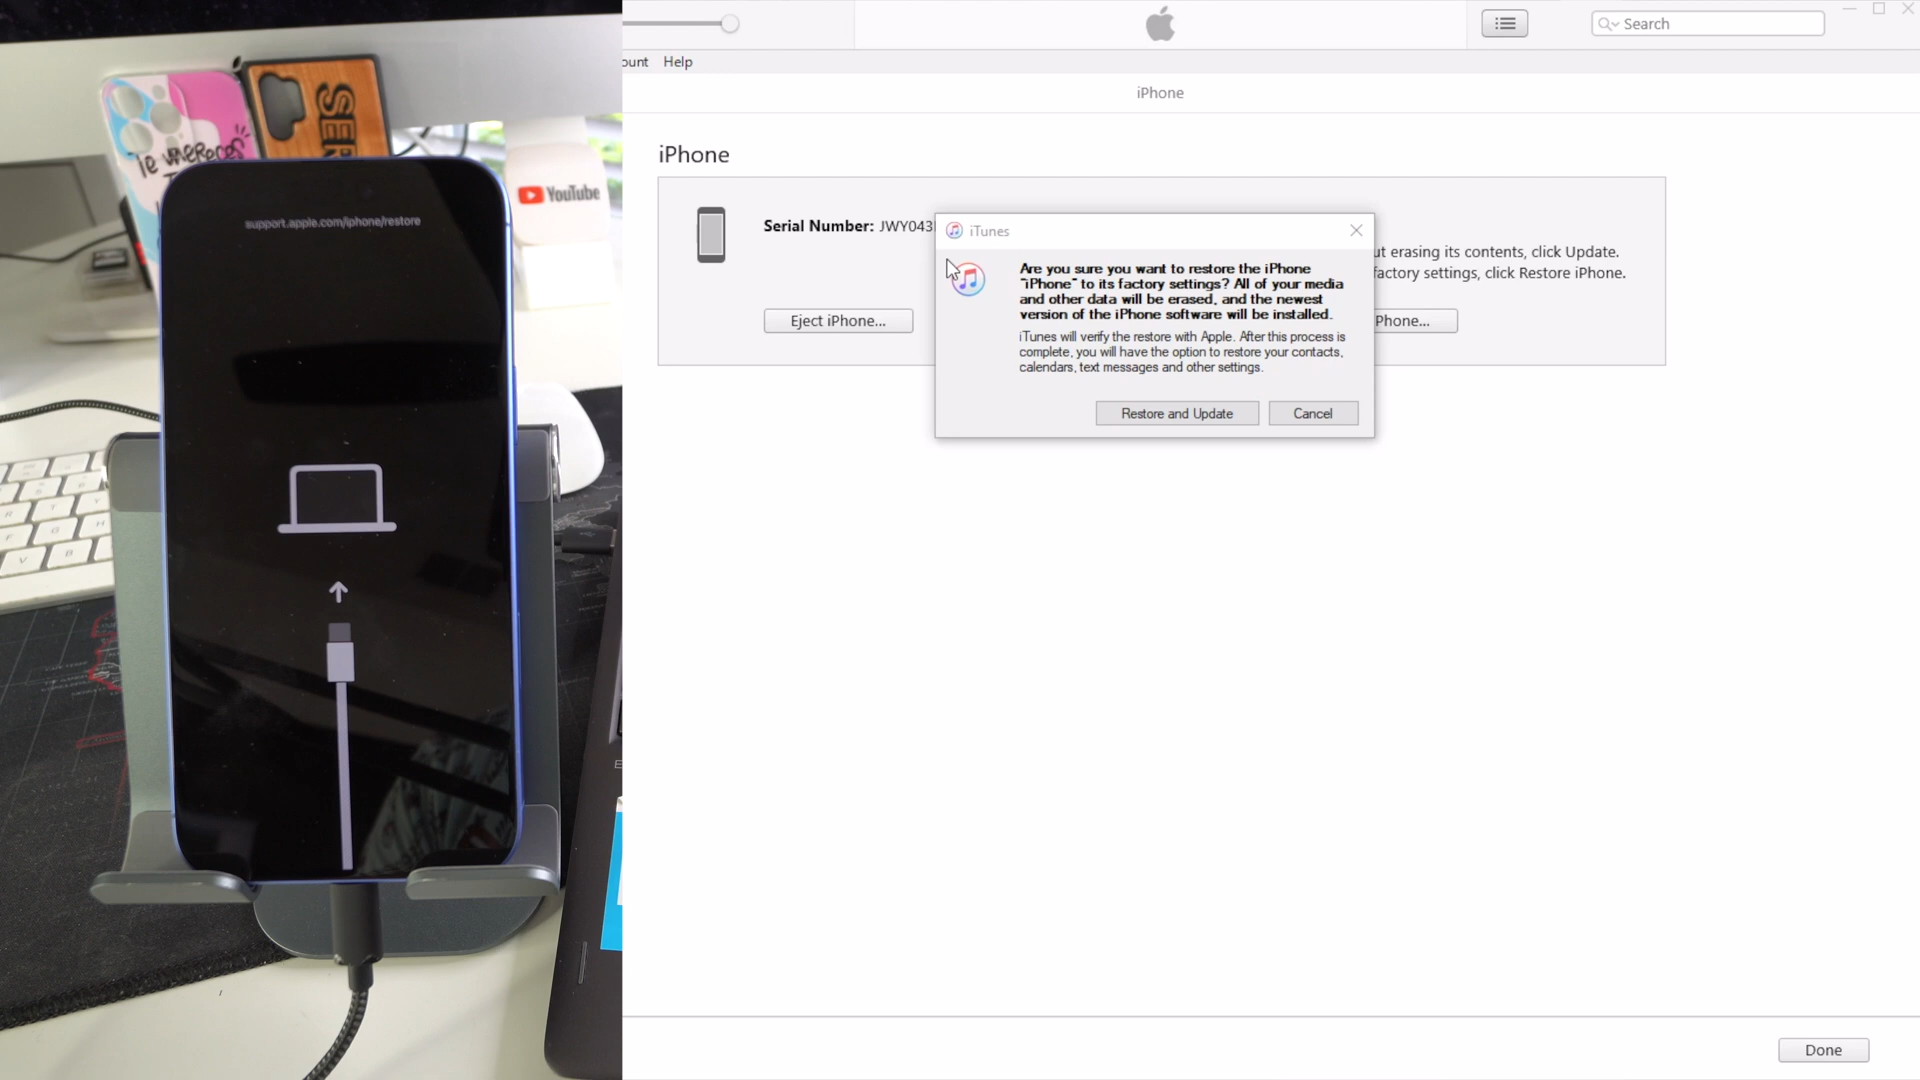 TE MEREceS
SER
YouTube
support.apple.com/iphone/restore
Search
ount Help
iPhone
iPhone
Serial Number: JWY043
ut erasing its contents, click Update.
factory settings, click Restore iPhone.
Eject iPhone...
Phone...
iTunes
Are you sure you want to restore the iPhone
"iPhone" to its factory settings? All of your media
and other data will be erased, and the newest
version of the iPhone software will be installed.
iTunes will verify the restore with Apple. After this process is
complete, you will have the option to restore your contacts,
calendars, text messages and other settings.
Restore and Update
Cancel
Done